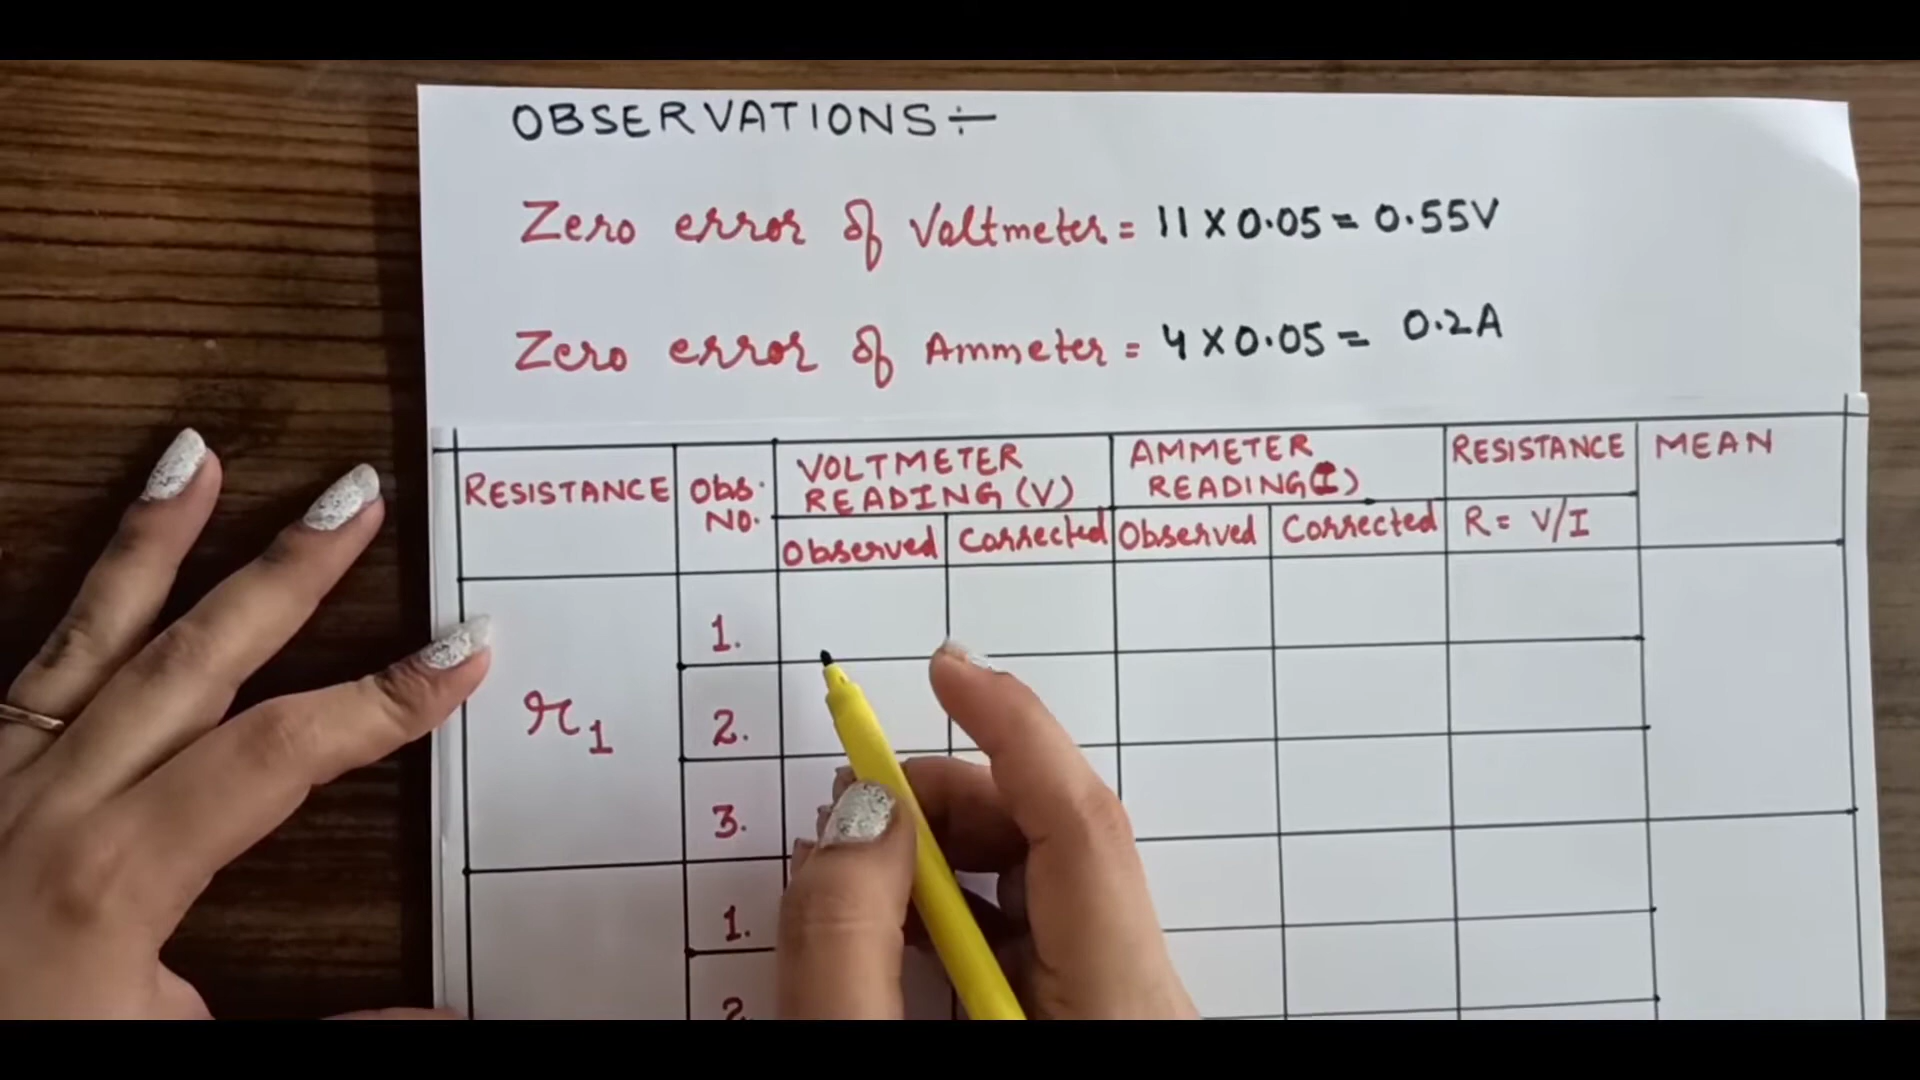 OBSERVATIONS÷
Zero error of Voltmeter = 11 X 0.05 = 0.55V
Zero error of Ammeter = 4 X 0.05 = 0.2A
RESISTANCE
Obs.
NO.
VOLTMETER
READING (V)
AMMETER
READING(I)
RESISTANCE
MEAN
Observed
Corrected
Observed
Corrected
R = V/I
r1
1.
2.
3.
1.
2